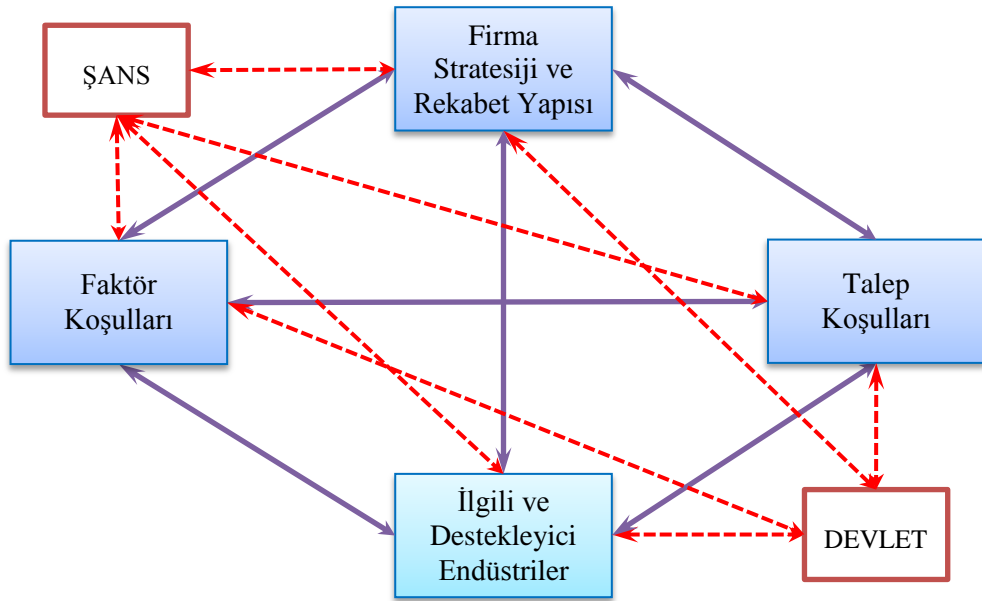 Firma
Stratesiji ve
Rekabet Yapısı
ŞANS
Faktör
Koşulları
Talep
Koşulları
İlgili ve
Destekleyici
Endüstriler
DEVLET